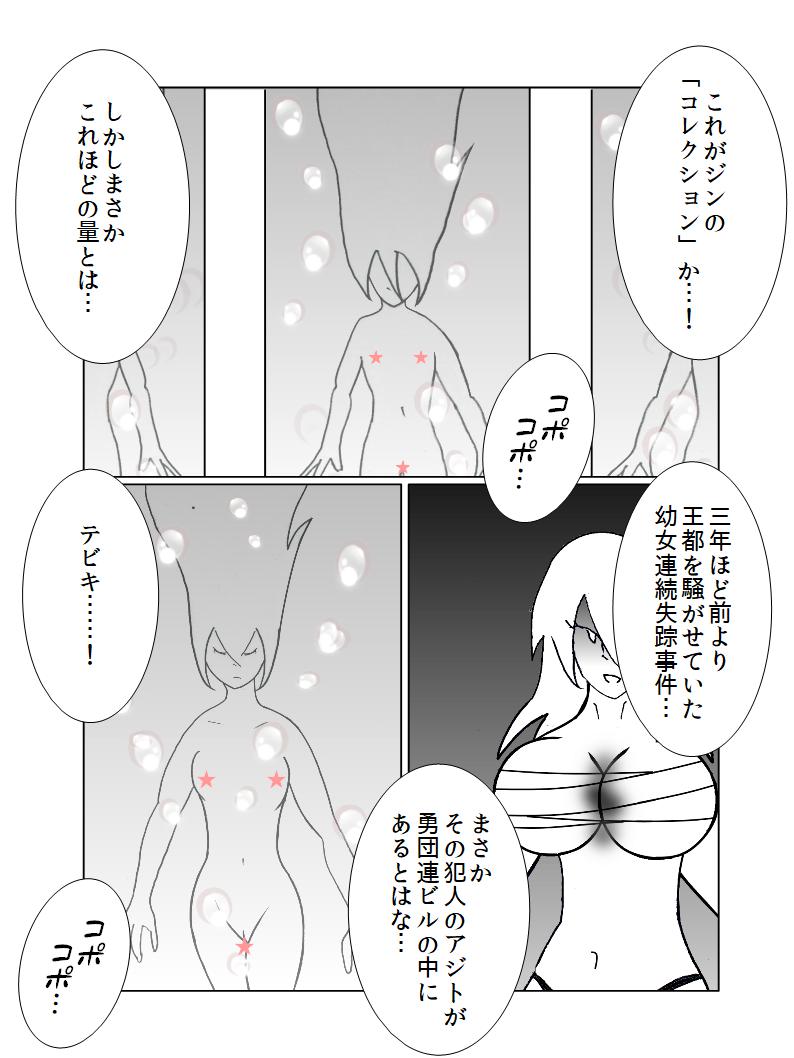 これがジンの
「コレクション」か…！
しかしまさか
これほどの量とは…
コポ
コポ…
三年ほど前より
王都を騒がせていた
幼女連続失踪事件…
まさか
その犯人のアジトが
勇団連ビルの中に
あるとはな…
テビキ……！
コポ
コポ…